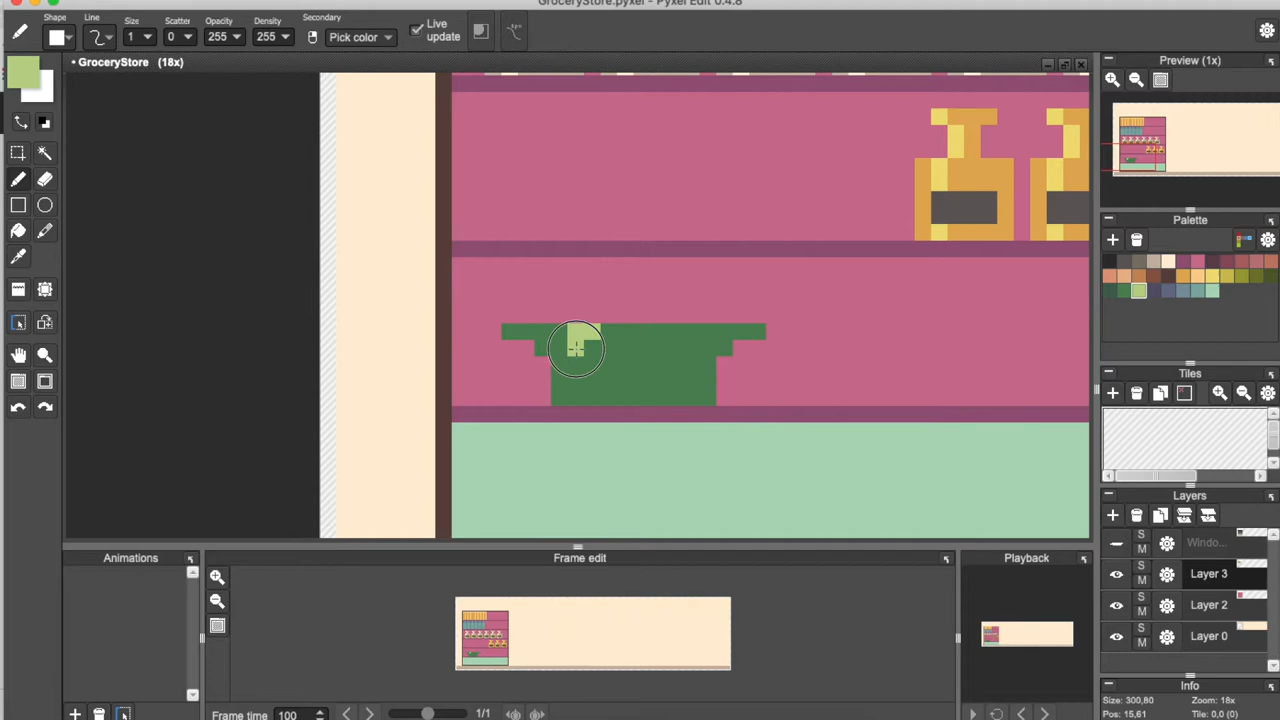 GroceryStore.pyxel - Pyxel Edit 0.4.8
Shape Line Size Scatter Opacity Density Secondary
1 0 255 255 Pick color Live update
• GroceryStore (18x)
Preview (1x)
Palette
Tiles
Layers
S
M Windo...
S
M Layer 3
S
M Layer 2
S
M Layer 0
Info
Size: 300,80 Zoom: 18x
Pos: 15,61 Tile: 0,0 (0)
Animations
Frame edit
Playback
Frame time 100 1/1